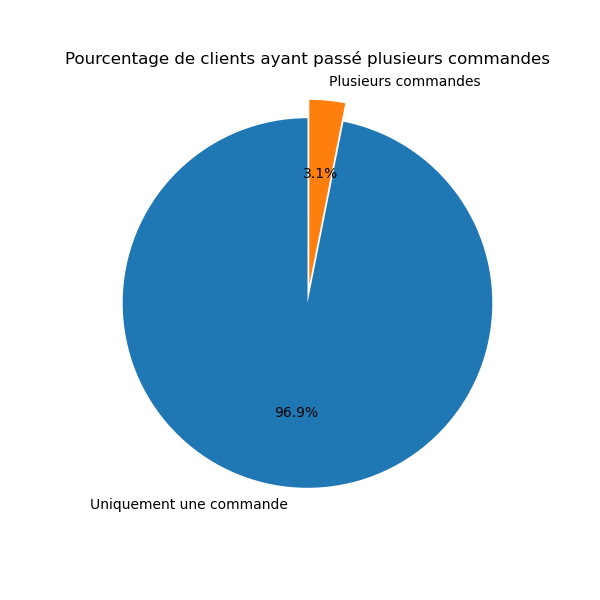 Pourcentage de clients ayant passé plusieurs commandes
Plusieurs commandes
3.1%
96.9%
Uniquement une commande